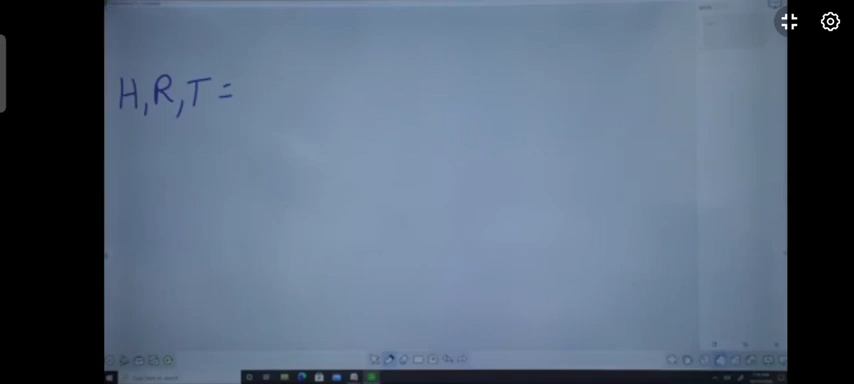 H, R, T =